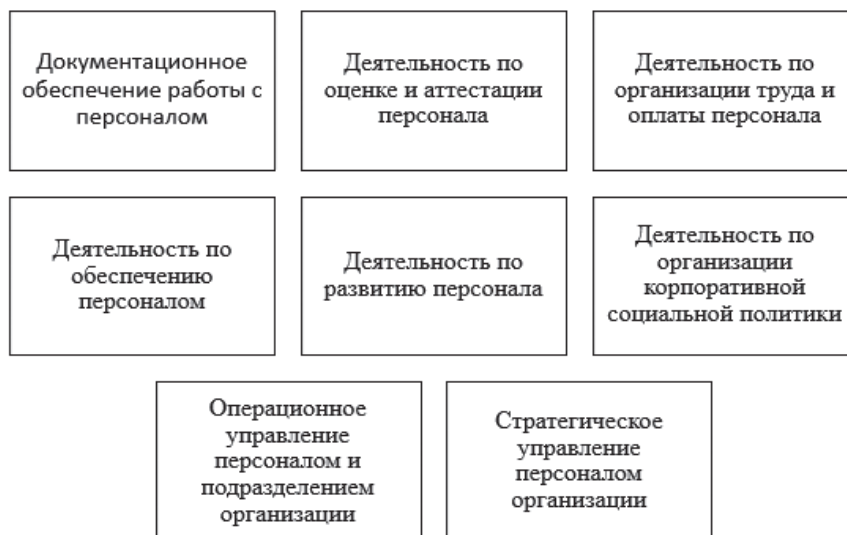 Документационное
обеспечение работы с
персоналом
Деятельность по
оценке и аттестации
персонала
Деятельность по
организации труда и
оплаты персонала
Деятельность по
обеспечению
персоналом
Деятельность по
развитию персонала
Деятельность по
организации
корпоративной
социальной политики
Операционное
управление
персоналом и
подразделением
организации
Стратегическое
управление
персоналом
организации